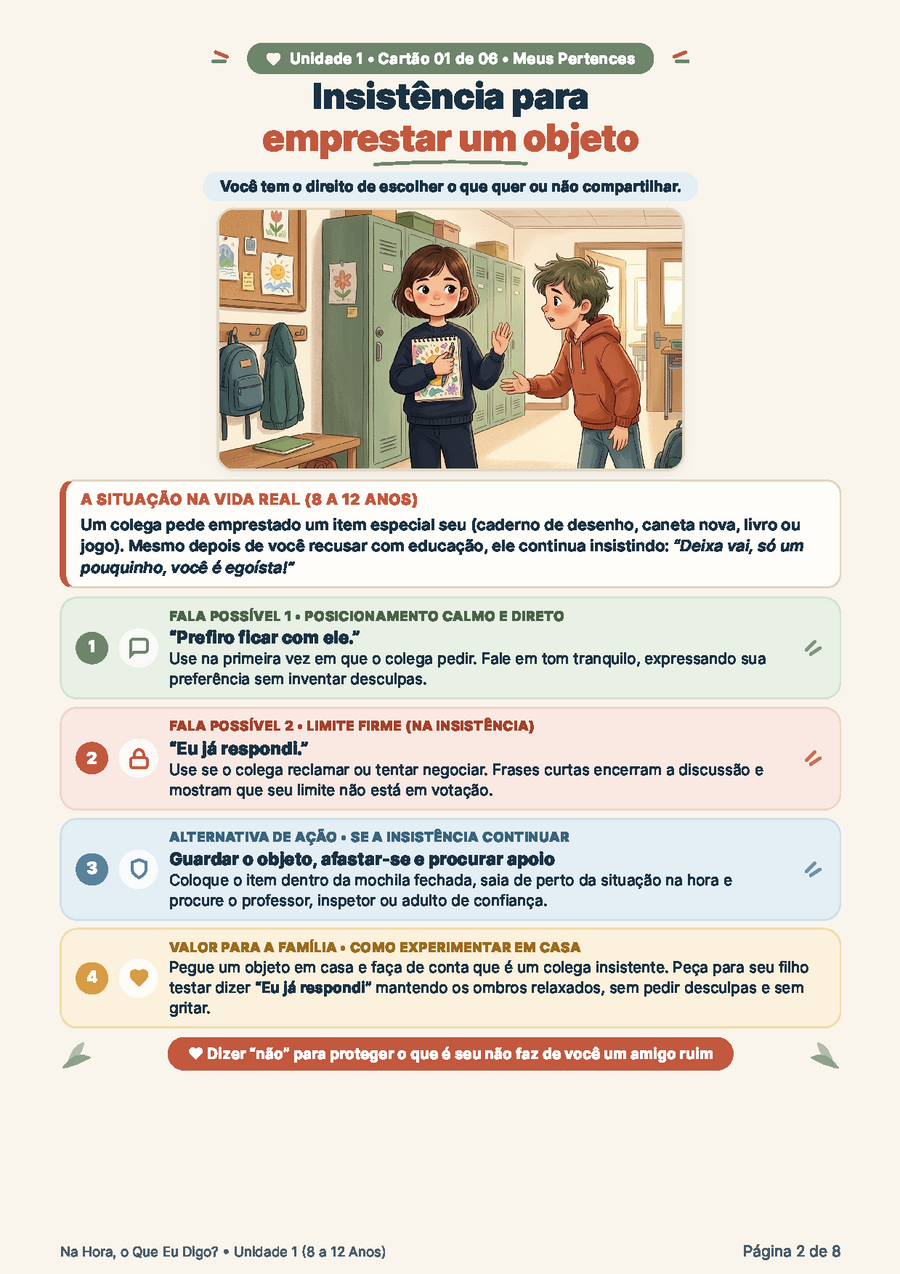 Unidade 1 • Cartão 01 de 06 • Meus Pertences
Insistência para
emprestar um objeto
Você tem o direito de escolher o que quer ou não compartilhar.
A SITUAÇÃO NA VIDA REAL (8 A 12 ANOS)
Um colega pede emprestado um item especial seu (caderno de desenho, caneta nova, livro ou
jogo). Mesmo depois de você recusar com educação, ele continua insistindo: “Deixa vai, só um
pouquinho, você é egoísta!”
FALA POSSÍVEL 1 • POSICIONAMENTO CALMO E DIRETO
1
“Prefiro ficar com ele.”
Use na primeira vez em que o colega pedir. Fale em tom tranquilo, expressando sua
preferência sem inventar desculpas.
FALA POSSÍVEL 2 • LIMITE FIRME (NA INSISTÊNCIA)
2
“Eu já respondi.”
Use se o colega reclamar ou tentar negociar. Frases curtas encerram a discussão e
mostram que seu limite não está em votação.
ALTERNATIVA DE AÇÃO • SE A INSISTÊNCIA CONTINUAR
3
Guardar o objeto, afastar-se e procurar apoio
Coloque o item dentro da mochila fechada, saia de perto da situação na hora e
procure o professor, inspetor ou adulto de confiança.
VALOR PARA A FAMÍLIA • COMO EXPERIMENTAR EM CASA
4
Pegue um objeto em casa e faça de conta que é um colega insistente. Peça para seu filho
testar dizer “Eu já respondi” mantendo os ombros relaxados, sem pedir desculpas e sem
gritar.
Dizer “não” para proteger o que é seu não faz de você um amigo ruim
Na Hora, o Que Eu Digo? • Unidade 1 (8 a 12 Anos)
Página 2 de 8